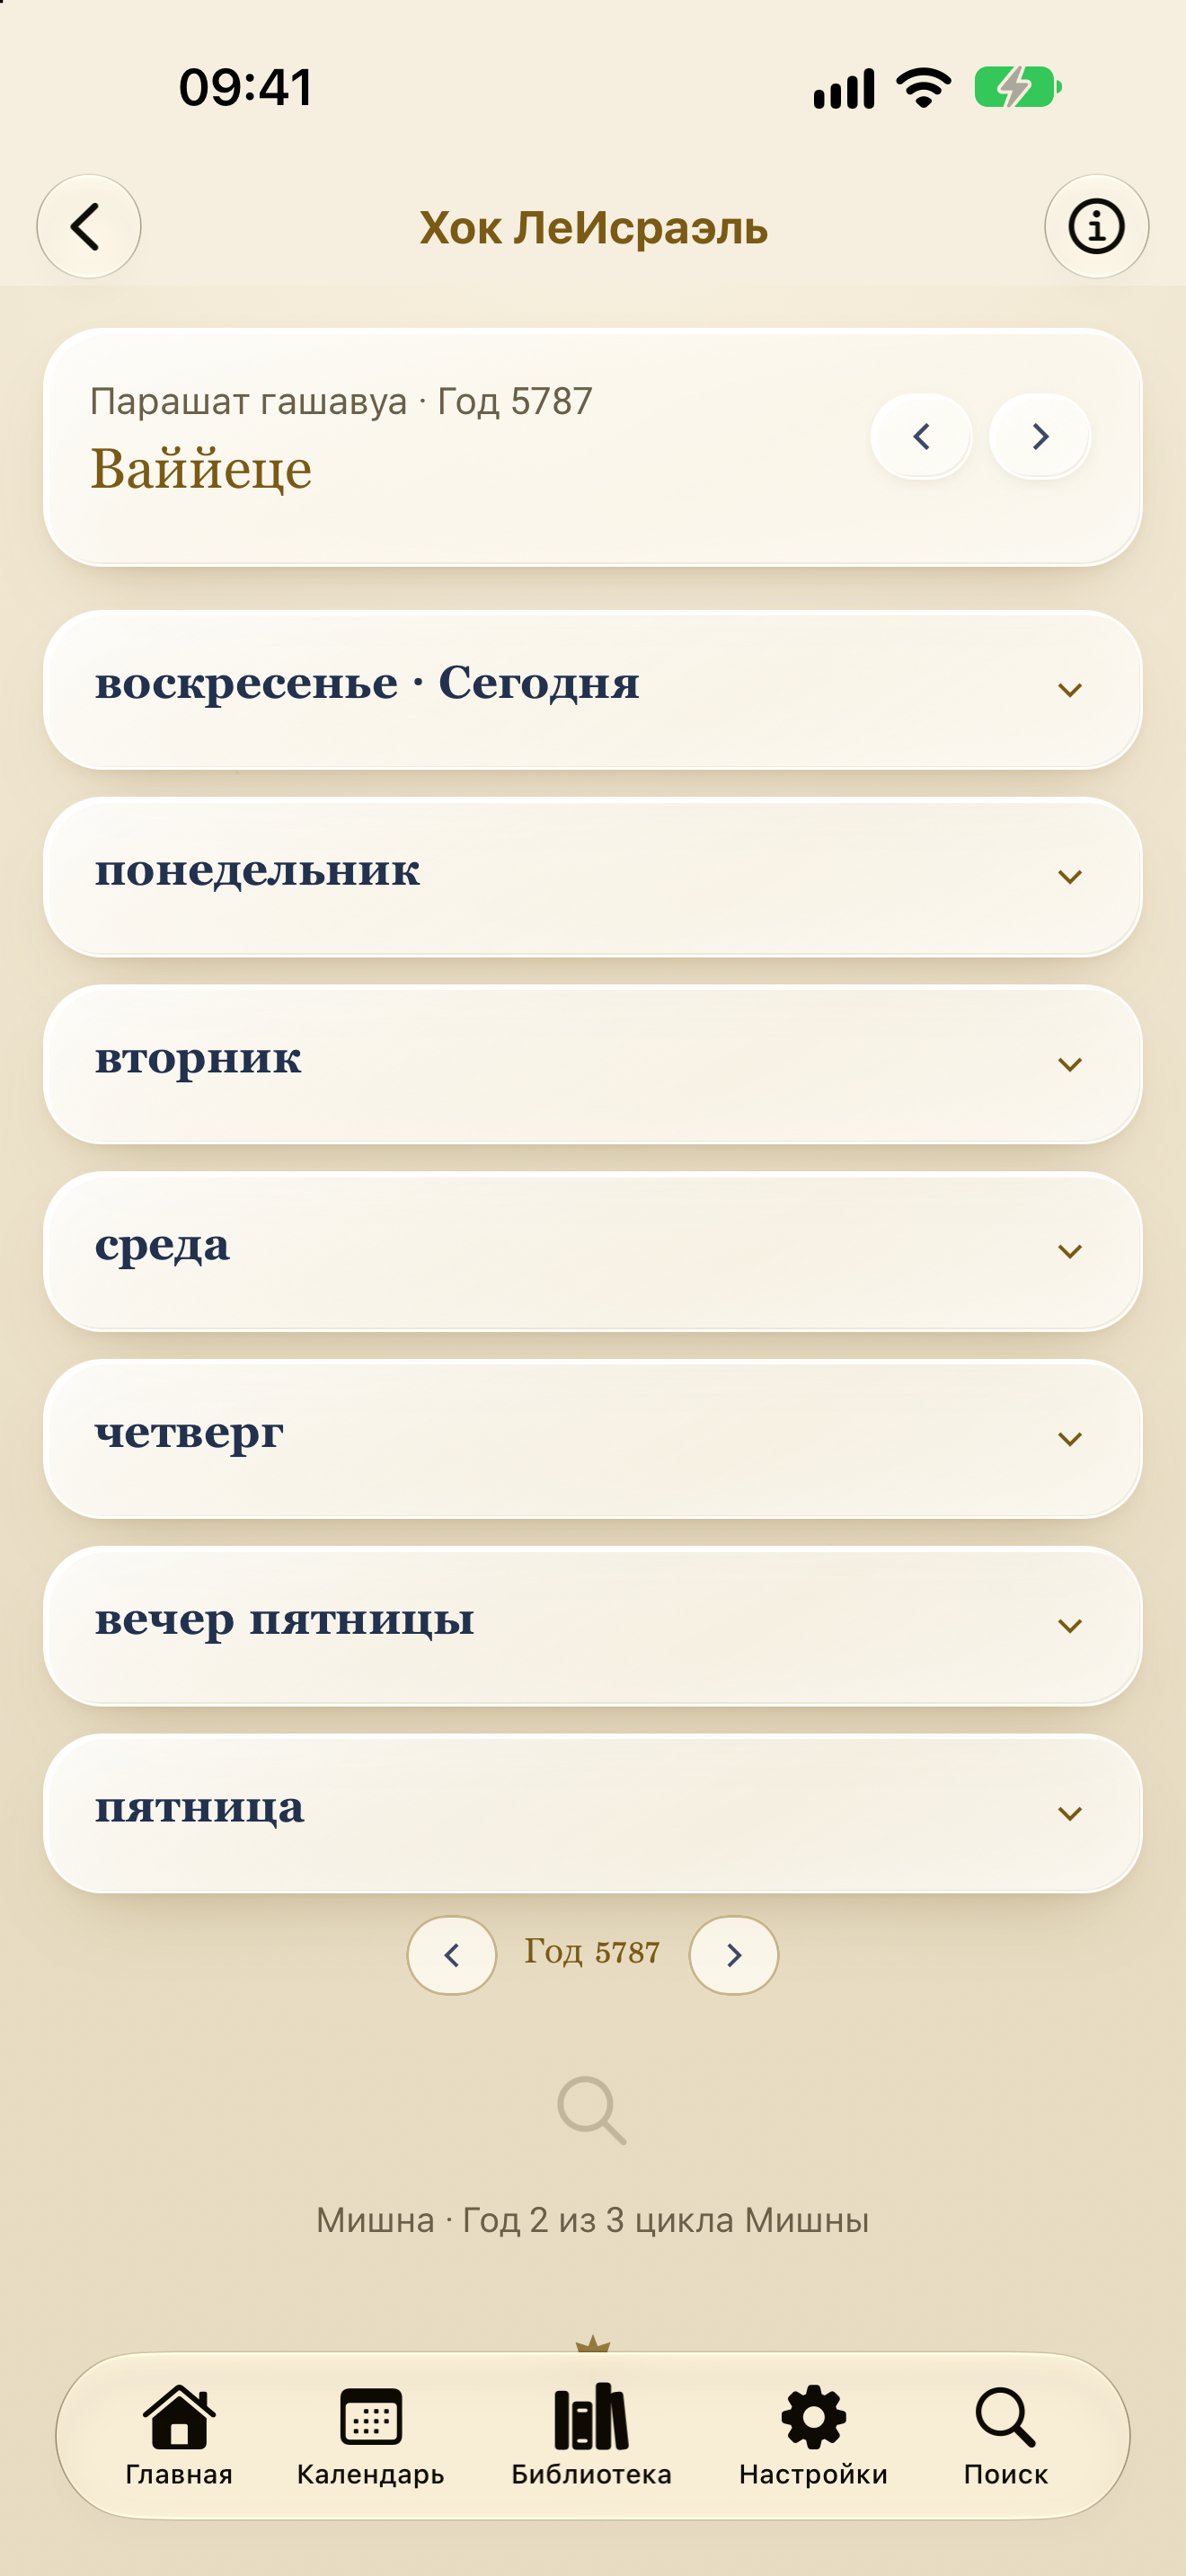 09:41
Хок ЛеИсраэль
Парашат гашавуа · Год 5787
Ваййеце
воскресенье · Сегодня
понедельник
вторник
среда
четверг
вечер пятницы
пятница
Год 5787
Мишна · Год 2 из 3 цикла Мишны
Главная
Календарь
Библиотека
Настройки
Поиск